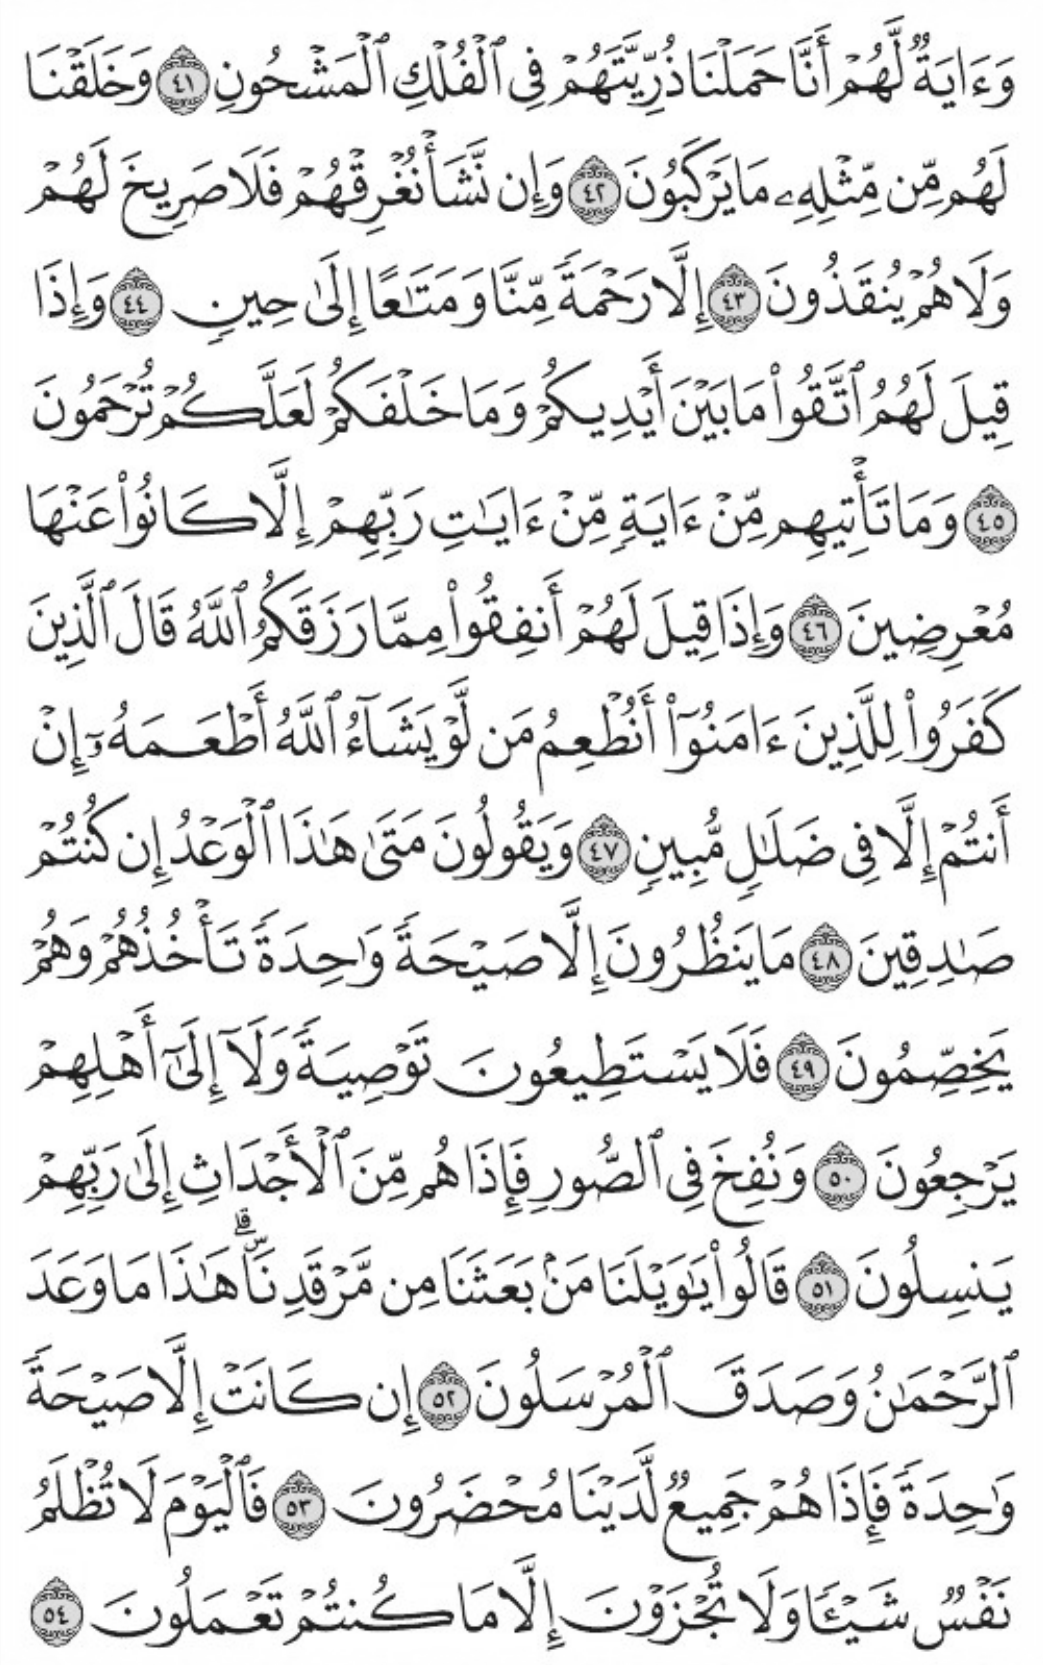 وَءَايَةٌ لَّهُمْ أَنَّا حَمَلْنَا ذُرِّيَّتَهُمْ فِي ٱلْفُلْكِ ٱلْمَشْحُونِ ٤١ وَخَلَقْنَا
لَهُم مِّن مِّثْلِهِۦ مَا يَرْكَبُونَ ٤٢ وَإِن نَّشَأْ نُغْرِقْهُمْ فَلَا صَرِيخَ لَهُمْ
وَلَا هُمْ يُنقَذُونَ ٤٣ إِلَّا رَحْمَةً مِّنَّا وَمَتَٰعًا إِلَىٰ حِينٍ ٤٤ وَإِذَا
قِيلَ لَهُمُ ٱتَّقُوا۟ مَا بَيْنَ أَيْدِيكُمْ وَمَا خَلْفَكُمْ لَعَلَّكُمْ تُرْحَمُونَ
٤٥ وَمَا تَأْتِيهِم مِّنْ ءَايَةٍ مِّنْ ءَايَٰتِ رَبِّهِمْ إِلَّا كَانُوا۟ عَنْهَا
مُعْرِضِينَ ٤٦ وَإِذَا قِيلَ لَهُمْ أَنفِقُوا۟ مِمَّا رَزَقَكُمُ ٱللَّهُ قَالَ ٱلَّذِينَ
كَفَرُوا۟ لِلَّذِينَ ءَامَنُوٓا۟ أَنُطْعِمُ مَن لَّوْ يَشَآءُ ٱللَّهُ أَطْعَمَهُۥٓ إِنْ
أَنتُمْ إِلَّا فِي ضَلَٰلٍ مُّبِينٍ ٤٧ وَيَقُولُونَ مَتَىٰ هَٰذَا ٱلْوَعْدُ إِن كُنتُمْ
صَٰدِقِينَ ٤٨ مَا يَنظُرُونَ إِلَّا صَيْحَةً وَٰحِدَةً تَأْخُذُهُمْ وَهُمْ
يَخِصِّمُونَ ٤٩ فَلَا يَسْتَطِيعُونَ تَوْصِيَةً وَلَآ إِلَىٰٓ أَهْلِهِمْ
يَرْجِعُونَ ٥٠ وَنُفِخَ فِي ٱلصُّورِ فَإِذَا هُم مِّنَ ٱلْأَجْدَاثِ إِلَىٰ رَبِّهِمْ
يَنسِلُونَ ٥١ قَالُوا۟ يَٰوَيْلَنَا مَنۢ بَعَثَنَا مِن مَّرْقَدِنَاۜۗ هَٰذَا مَا وَعَدَ
ٱلرَّحْمَٰنُ وَصَدَقَ ٱلْمُرْسَلُونَ ٥٢ إِن كَانَتْ إِلَّا صَيْحَةً
وَٰحِدَةً فَإِذَا هُمْ جَمِيعٌ لَّدَيْنَا مُحْضَرُونَ ٥٣ فَٱلْيَوْمَ لَا تُظْلَمُ
نَفْسٌ شَيْـًٔا وَلَا تُجْزَوْنَ إِلَّا مَا كُنتُمْ تَعْمَلُونَ ٥٤